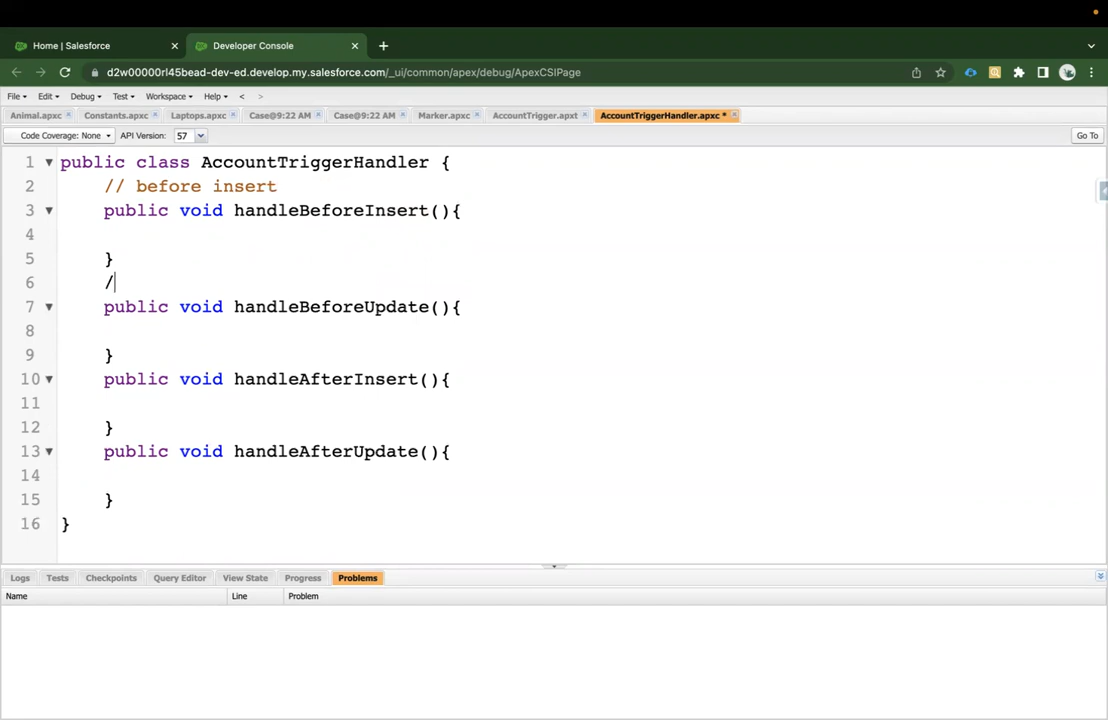 Home | Salesforce
Developer Console
d2w00000rl45bead-dev-ed.develop.my.salesforce.com/_ui/common/apex/debug/ApexCSIPage
File Edit Debug Test Workspace Help < >
Animal.apxc Constants.apxc Laptops.apxc Case@9:22 AM Case@9:22 AM Marker.apxc AccountTrigger.apxt AccountTriggerHandler.apxc *
Code Coverage: None API Version: 57 Go To
1 public class AccountTriggerHandler {
2 // before insert
3 public void handleBeforeInsert(){
4
5 }
6 /
7 public void handleBeforeUpdate(){
8
9 }
10 public void handleAfterInsert(){
11
12 }
13 public void handleAfterUpdate(){
14
15 }
16 }
Logs Tests Checkpoints Query Editor View State Progress Problems
Name Line Problem